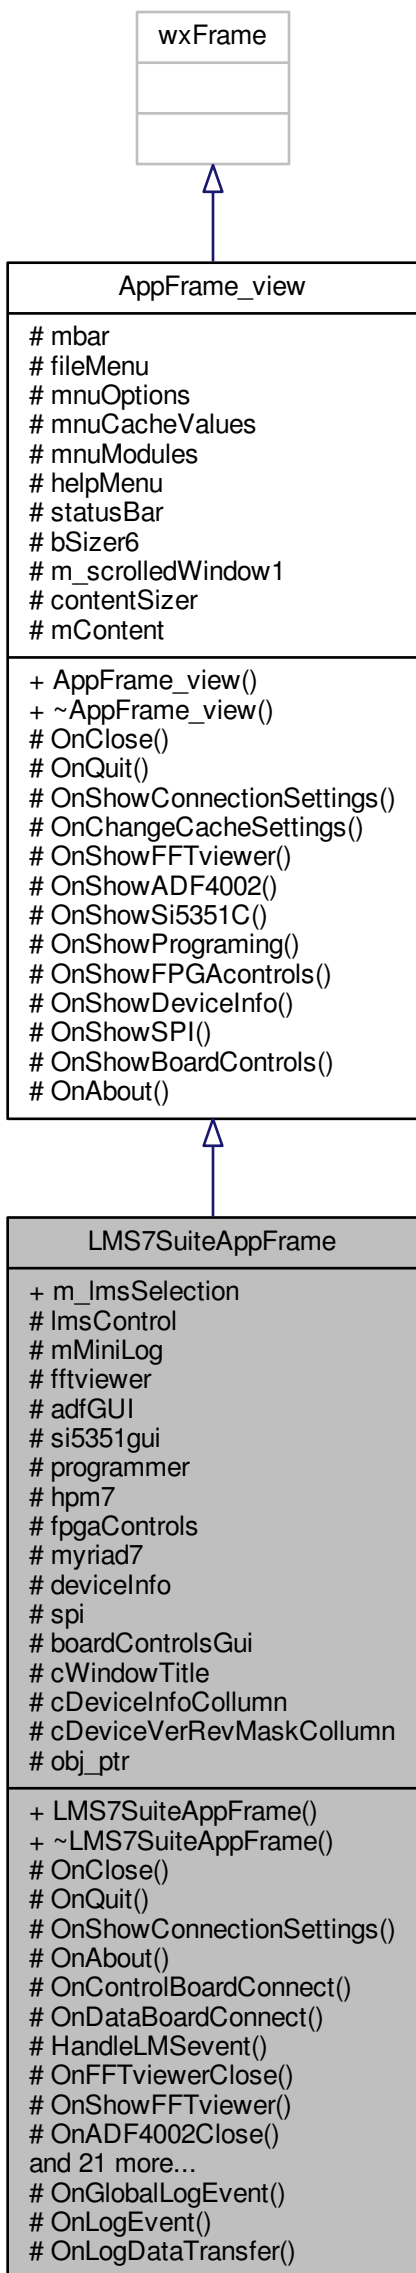 wxFrame
AppFrame_view
# mbar
# fileMenu
# mnuOptions
# mnuCacheValues
# mnuModules
# helpMenu
# statusBar
# bSizer6
# m_scrolledWindow1
# contentSizer
# mContent
+ AppFrame_view()
+ ~AppFrame_view()
# OnClose()
# OnQuit()
# OnShowConnectionSettings()
# OnChangeCacheSettings()
# OnShowFFTviewer()
# OnShowADF4002()
# OnShowSi5351C()
# OnShowPrograming()
# OnShowFPGAcontrols()
# OnShowDeviceInfo()
# OnShowSPI()
# OnShowBoardControls()
# OnAbout()
LMS7SuiteAppFrame
+ m_lmsSelection
# lmsControl
# mMiniLog
# fftviewer
# adfGUI
# si5351gui
# programmer
# hpm7
# fpgaControls
# myriad7
# deviceInfo
# spi
# boardControlsGui
# cWindowTitle
# cDeviceInfoCollumn
# cDeviceVerRevMaskCollumn
# obj_ptr
+ LMS7SuiteAppFrame()
+ ~LMS7SuiteAppFrame()
# OnClose()
# OnQuit()
# OnShowConnectionSettings()
# OnAbout()
# OnControlBoardConnect()
# OnDataBoardConnect()
# HandleLMSevent()
# OnFFTviewerClose()
# OnShowFFTviewer()
# OnADF4002Close()
and 21 more...
# OnGlobalLogEvent()
# OnLogEvent()
# OnLogDataTransfer()